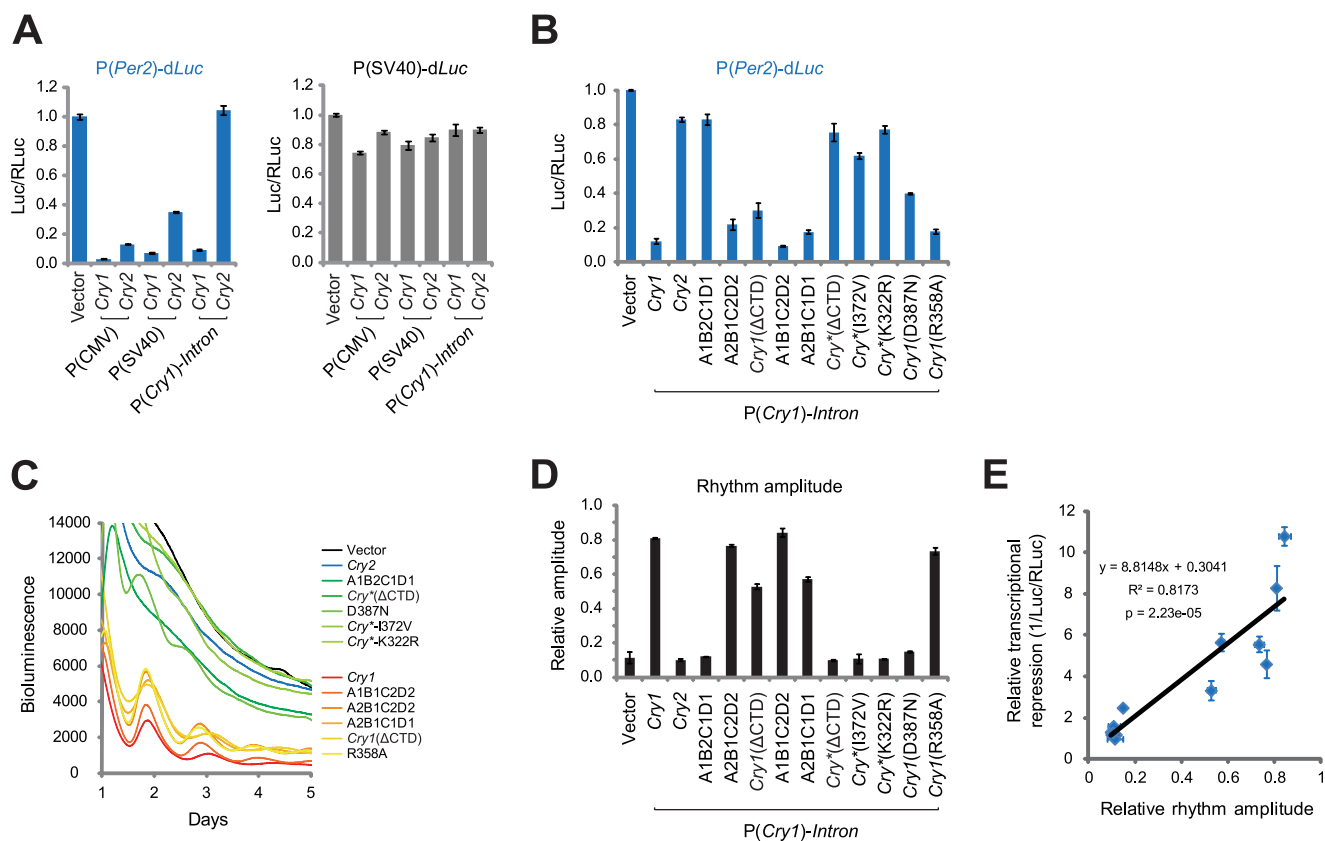 A
P(Per2)-dLuc
Luc/RLuc
1.2
1.0
0.8
0.6
0.4
0.2
0.0
Vector
Cry1
Cry2
Cry1
Cry2
Cry1
Cry2
P(CMV)
P(SV40)
P(Cry1)-Intron
P(SV40)-dLuc
Luc/RLuc
1.2
1.0
0.8
0.6
0.4
0.2
0.0
Vector
Cry1
Cry2
Cry1
Cry2
Cry1
Cry2
P(CMV)
P(SV40)
P(Cry1)-Intron
B
P(Per2)-dLuc
Luc/RLuc
1.0
0.8
0.6
0.4
0.2
0.0
Vector
Cry1
Cry2
A1B2C1D1
A2B1C2D2
Cry1(ΔCTD)
A1B1C2D2
A2B1C1D1
Cry*(ΔCTD)
Cry*(I372V)
Cry*(K322R)
Cry1(D387N)
Cry1(R358A)
P(Cry1)-Intron
C
Bioluminescence
14000
12000
10000
8000
6000
4000
2000
0
1
2
3
4
5
Days
Vector
Cry2
A1B2C1D1
Cry*(ΔCTD)
D387N
Cry*-I372V
Cry*-K322R
Cry1
A1B1C2D2
A2B1C2D2
A2B1C1D1
Cry1(ΔCTD)
R358A
D
Rhythm amplitude
Relative amplitude
1.0
0.8
0.6
0.4
0.2
0.0
Vector
Cry1
Cry2
A1B2C1D1
A2B1C2D2
Cry1(ΔCTD)
A1B1C2D2
A2B1C1D1
Cry*(ΔCTD)
Cry*(I372V)
Cry*(K322R)
Cry1(D387N)
Cry1(R358A)
P(Cry1)-Intron
E
Relative transcriptional
repression (1/Luc/RLuc)
12
10
8
6
4
2
0
y = 8.8148x + 0.3041
R² = 0.8173
p = 2.23e-05
0
0.2
0.4
0.6
0.8
1
Relative rhythm amplitude